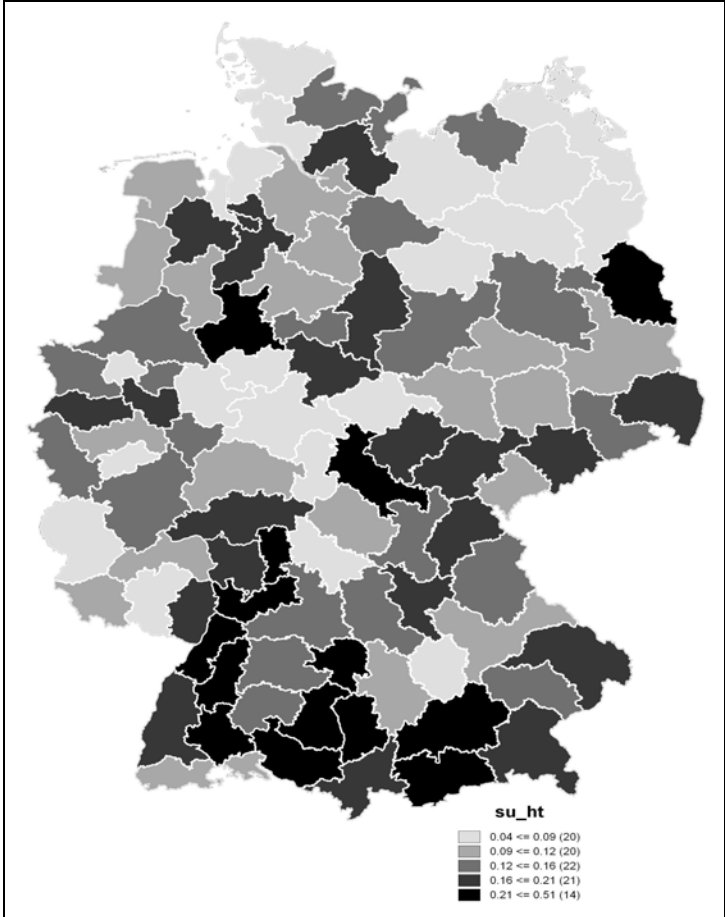 su_ht
0.04 <= 0.09 (20)
0.09 <= 0.12 (20)
0.12 <= 0.16 (22)
0.16 <= 0.21 (21)
0.21 <= 0.51 (14)